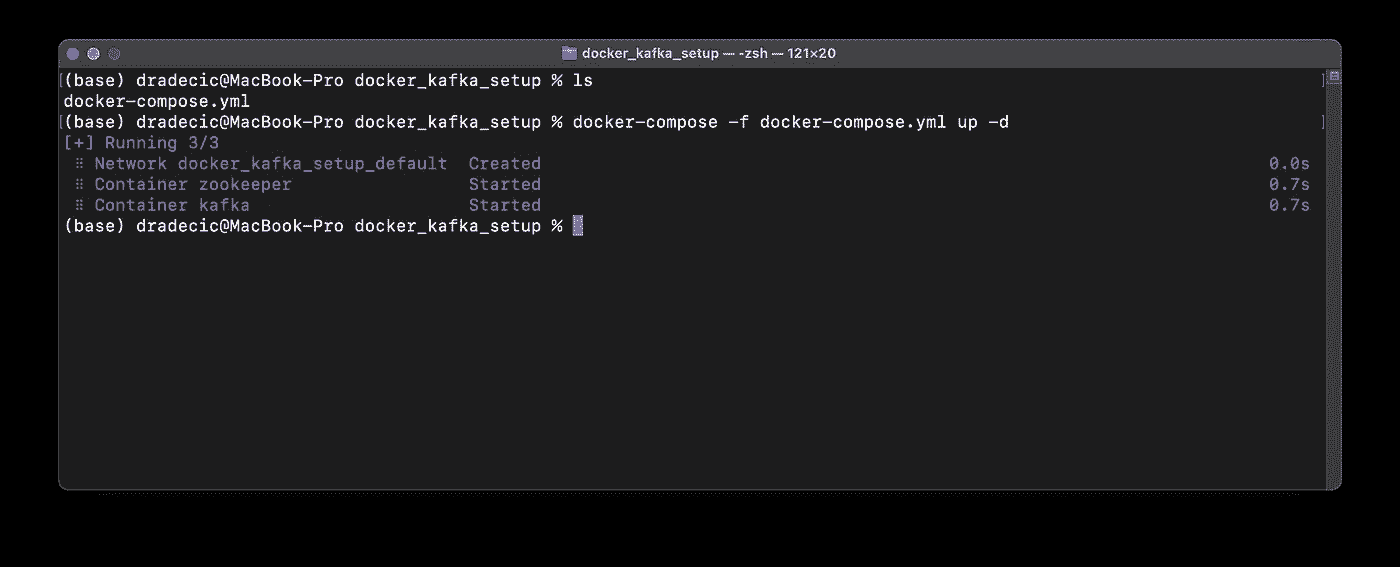 docker_kafka_setup — -zsh — 121×20
(base) dradecic@MacBook-Pro docker_kafka_setup % ls
docker-compose.yml
(base) dradecic@MacBook-Pro docker_kafka_setup % docker-compose -f docker-compose.yml up -d
[+] Running 3/3
⠿ Network docker_kafka_setup_default Created 0.0s
⠿ Container zookeeper Started 0.7s
⠿ Container kafka Started 0.7s
(base) dradecic@MacBook-Pro docker_kafka_setup %